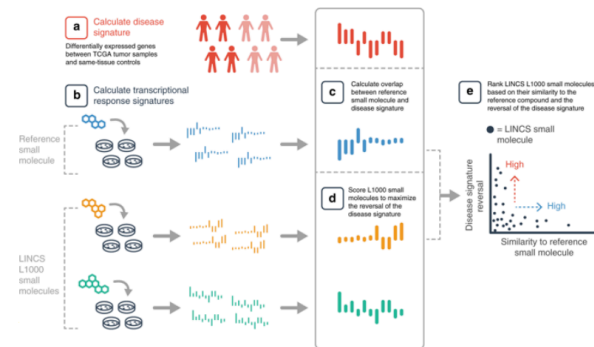 a Calculate disease
signature
Differentially expressed genes
between TCGA tumor samples
and same-tissue controls
b Calculate transcriptional
response signatures
Reference
small
molecule
LINCS
L1000
small
molecules
c Calculate overlap
between reference
small molecule and
disease signature
d Score L1000 small
molecules to maximize
the reversal of the
disease signature
e Rank LINCS L1000 small molecules
based on their similarity to the
reference compound and the
reversal of the disease signature
= LINCS small
molecule
High
High
Disease signature
reversal
Similarity to reference
small molecule